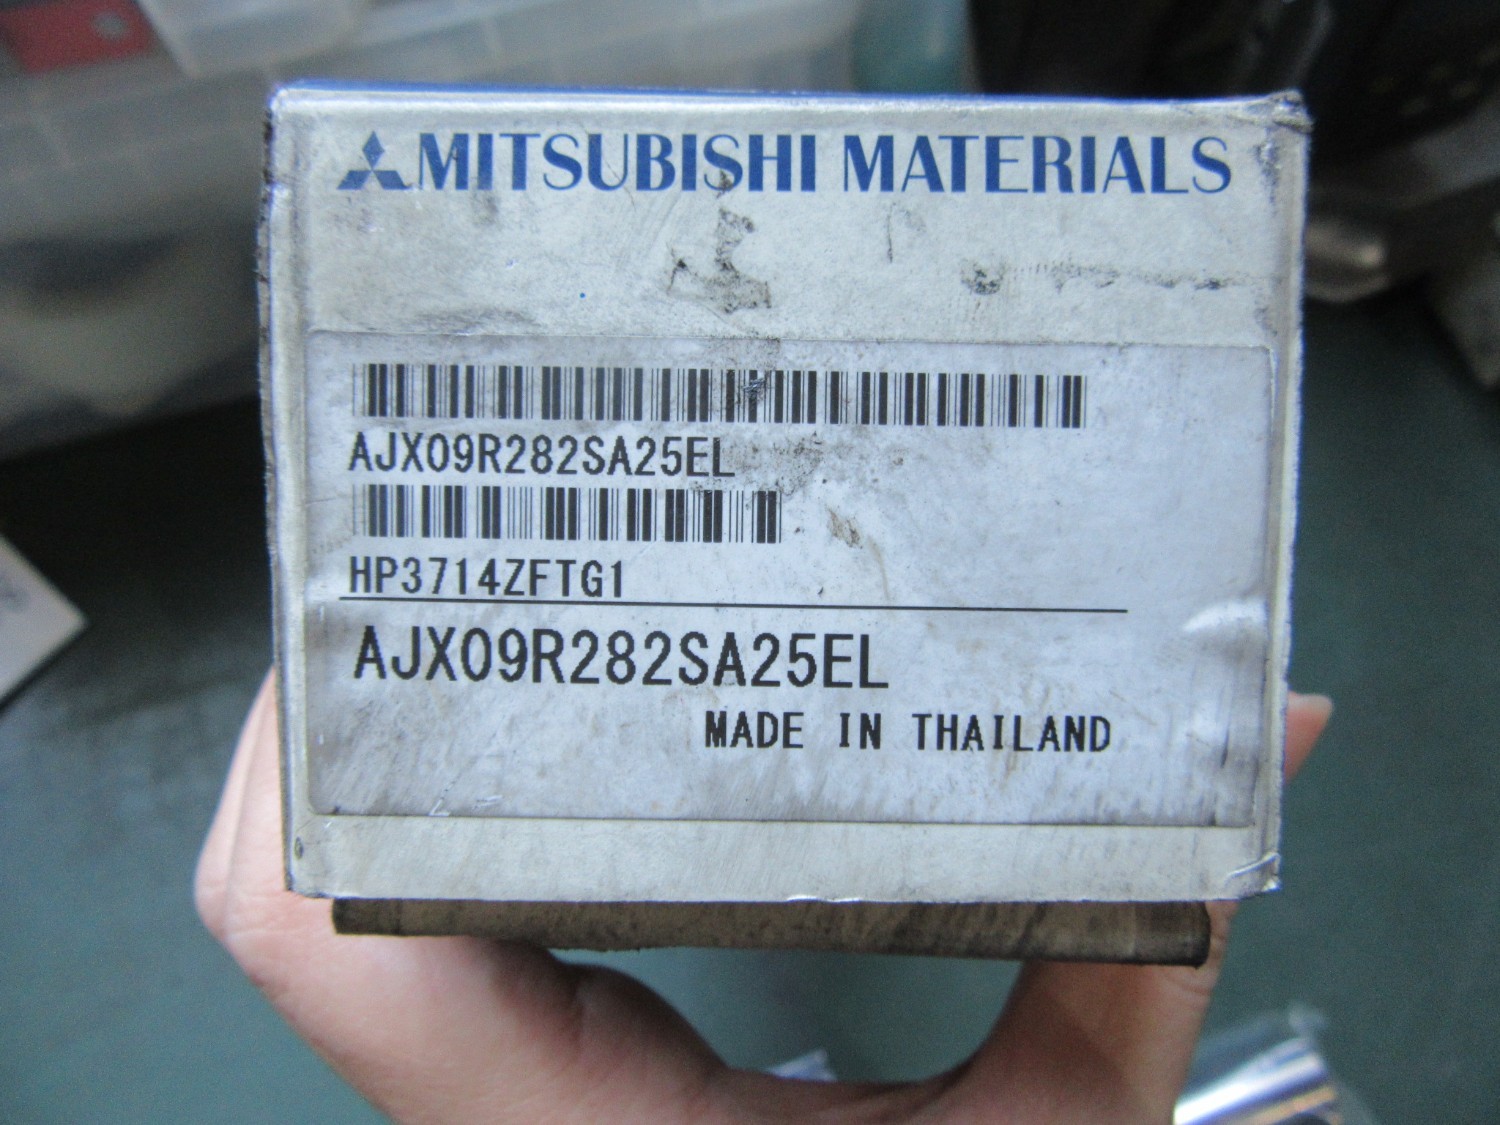 MITSUBISHI MATERIALS
AJX09R282SA25EL
HP3714ZFTG1
AJX09R282SA25EL
MADE IN THAILAND